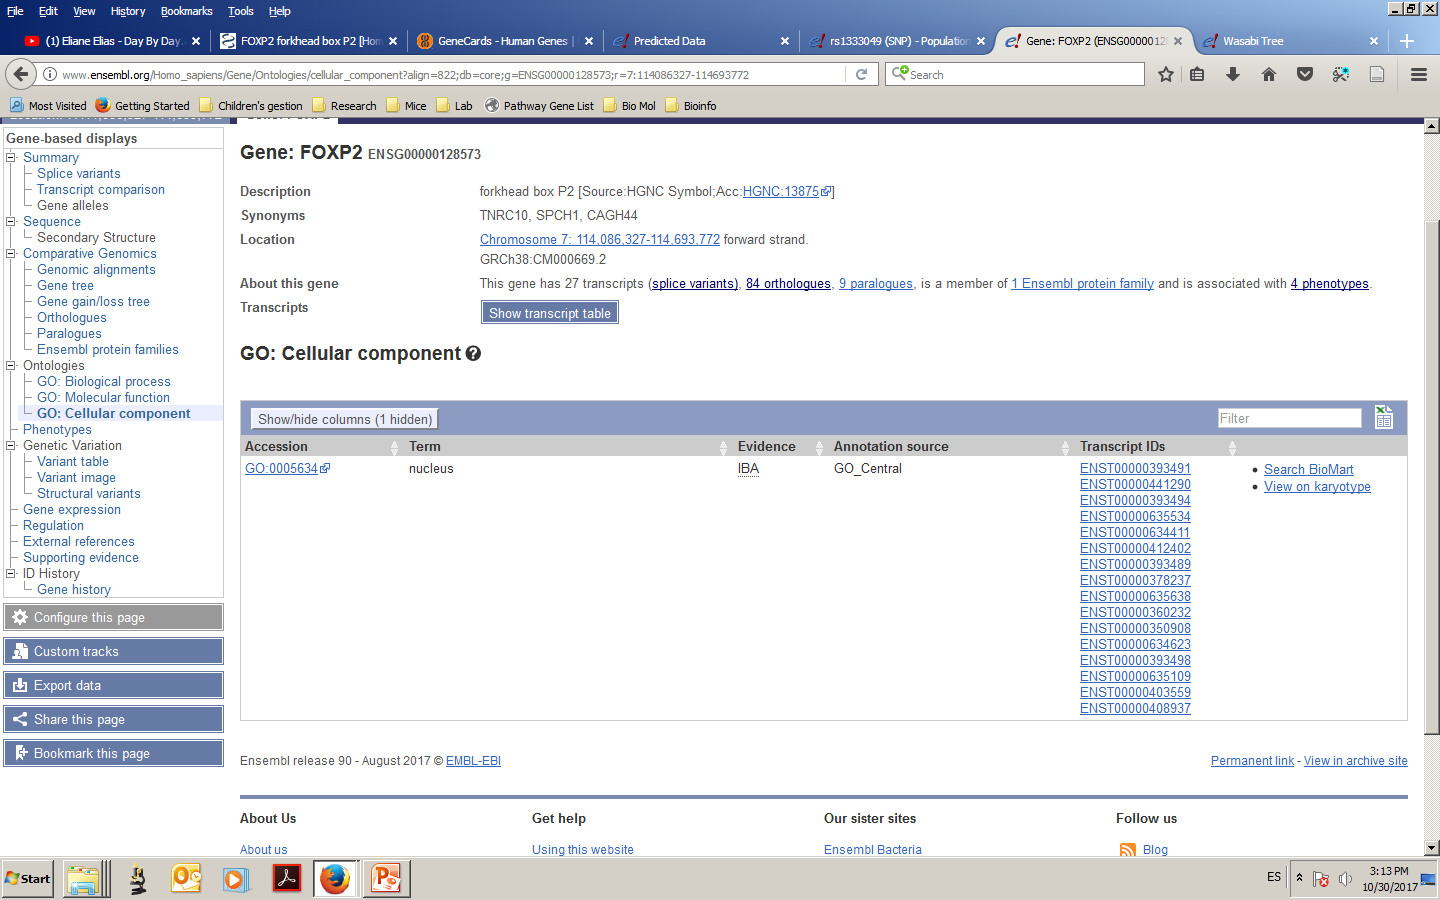 File Edit View History Bookmarks Tools Help
(1) Eliane Elias - Day By Day... FOXP2 forkhead box P2 [Hom GeneCards - Human Genes | Predicted Data rs1333049 (SNP) - Population Gene: FOXP2 (ENSG0000012 Wasabi Tree
www.ensembl.org/Homo_sapiens/Gene/Ontologies/cellular_component?align=822;db=core;g=ENSG00000128573;r=7:114086327-114693772 Search
Most Visited Getting Started Children's gestion Research Mice Lab Pathway Gene List Bio Mol Bioinfo
Gene-based displays
Summary
Splice variants
Transcript comparison
Gene alleles
Sequence
Secondary Structure
Comparative Genomics
Genomic alignments
Gene tree
Gene gain/loss tree
Orthologues
Paralogues
Ensembl protein families
Ontologies
GO: Biological process
GO: Molecular function
GO: Cellular component
Phenotypes
Genetic Variation
Variant table
Variant image
Structural variants
Gene expression
Regulation
External references
Supporting evidence
ID History
Gene history
Configure this page
Custom tracks
Export data
Share this page
Bookmark this page
Gene: FOXP2 ENSG00000128573
Description forkhead box P2 [Source:HGNC Symbol;Acc:HGNC:13875]
Synonyms TNRC10, SPCH1, CAGH44
Location Chromosome 7: 114,086,327-114,693,772 forward strand.
GRCh38:CM000669.2
About this gene This gene has 27 transcripts (splice variants), 84 orthologues, 9 paralogues, is a member of 1 Ensembl protein family and is associated with 4 phenotypes.
Transcripts Show transcript table
GO: Cellular component
Show/hide columns (1 hidden) Filter
Accession Term Evidence Annotation source Transcript IDs
GO:0005634 nucleus IBA GO_Central ENST00000393491 Search BioMart
ENST00000441290 View on karyotype
ENST00000393494
ENST00000635534
ENST00000634411
ENST00000412402
ENST00000393489
ENST00000378237
ENST00000635638
ENST00000360232
ENST00000350908
ENST00000634623
ENST00000393498
ENST00000635109
ENST00000403559
ENST00000408937
Ensembl release 90 - August 2017 © EMBL-EBI Permanent link - View in archive site
About Us Get help Our sister sites Follow us
About us Using this website Ensembl Bacteria Blog
Start ES 3:13 PM
10/30/2017